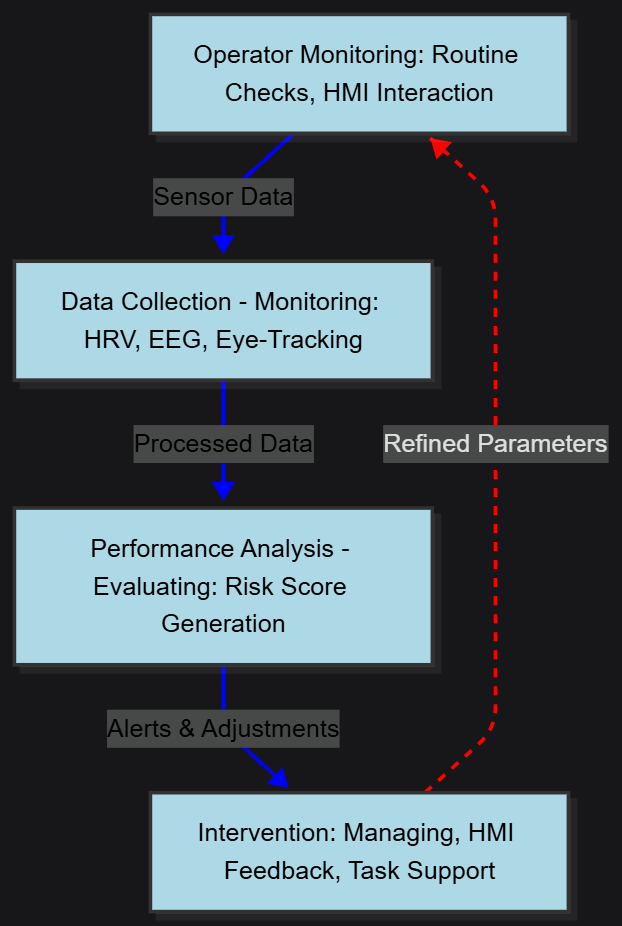 Operator Monitoring: Routine
Checks, HMI Interaction
Sensor Data
Data Collection - Monitoring:
HRV, EEG, Eye-Tracking
Processed Data
Refined Parameters
Performance Analysis -
Evaluating: Risk Score
Generation
Alerts & Adjustments
Intervention: Managing, HMI
Feedback, Task Support